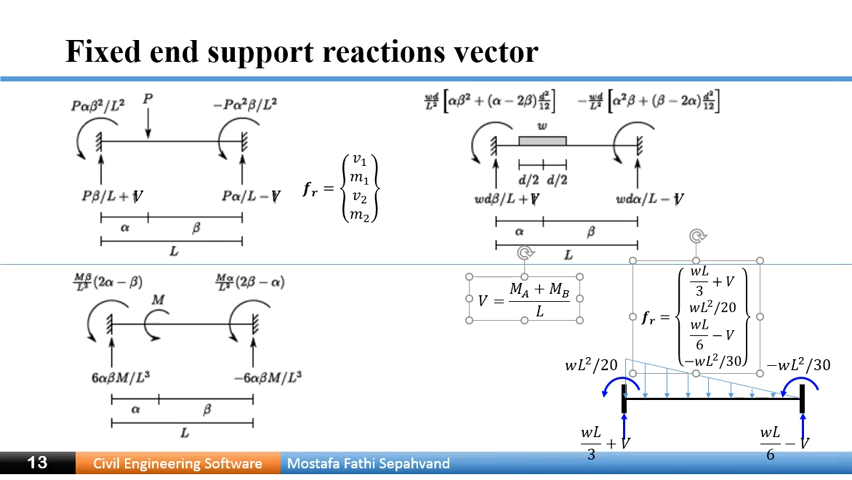 Fixed end support reactions vector
Pαβ²/L²
P
-Pα²β/L²
Pβ/L + V
Pα/L - V
α
β
L
f_r = { v₁ m₁ v₂ m₂ }
wd/L² [αβ² + (α − 2β) d²/12]
−wd/L² [α²β + (β − 2α) d²/12]
w
d/2 d/2
wdβ/L + V
wdα/L − V
α
β
L
Mβ/L² (2α − β)
Mα/L² (2β − α)
M
6αβM/L³
−6αβM/L³
α
β
L
V = (M_A + M_B)/L
f_r = { wL/3 + V
wL²/20
wL/6 − V
−wL²/30 }
wL²/20
−wL²/30
wL/3 + V
wL/6 − V
13
Civil Engineering Software
Mostafa Fathi Sepahvand